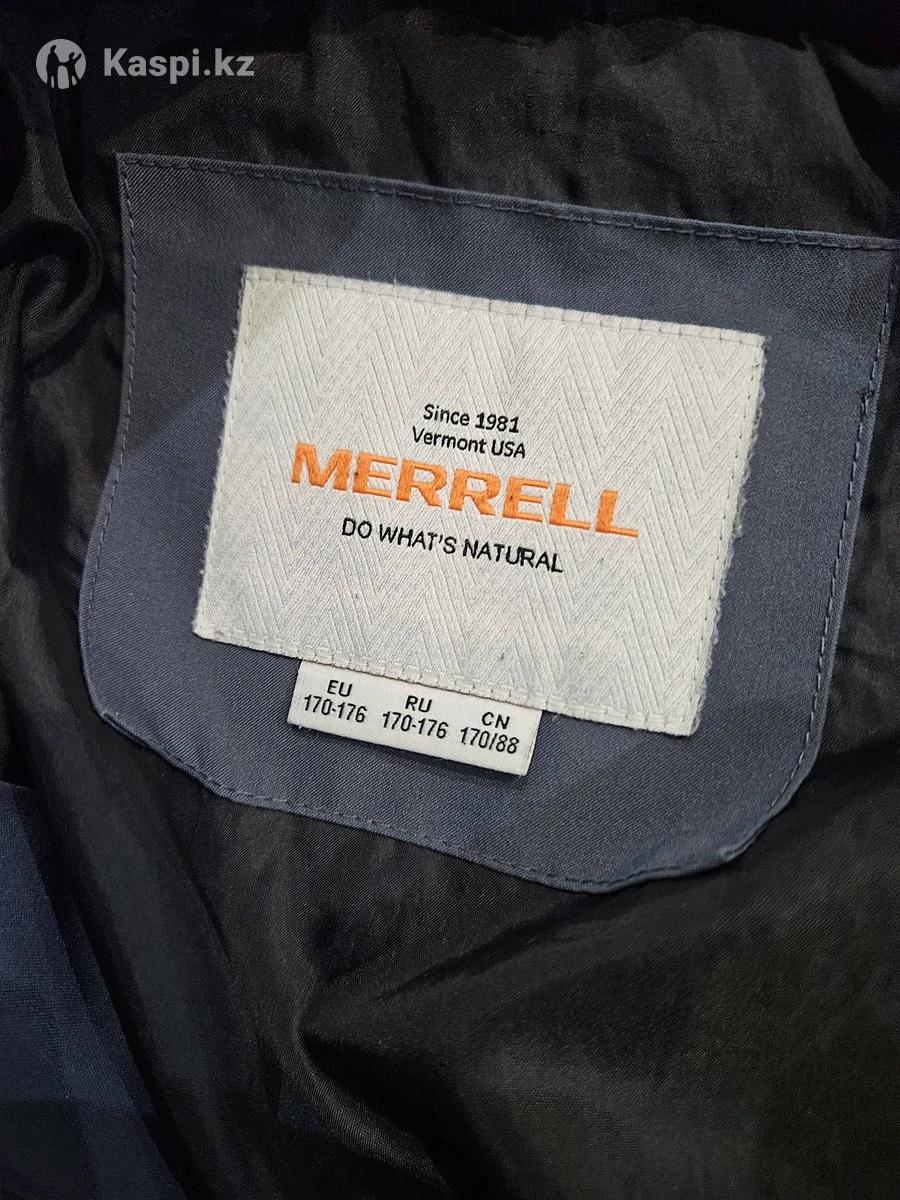 Kaspi.kz
Since 1981
Vermont USA
MERRELL
DO WHAT'S NATURAL
EU RU CN
170-176 170-176 170/88